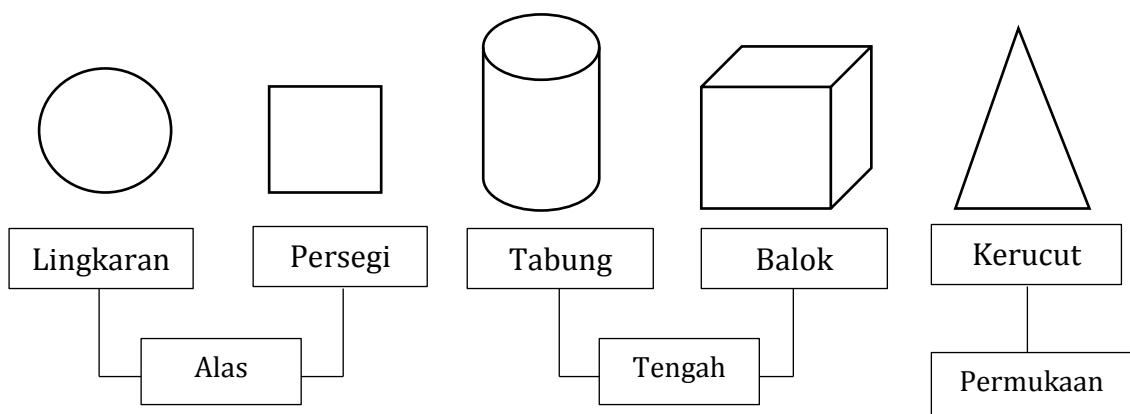 Lingkaran
Persegi
Tabung
Balok
Kerucut
Alas
Tengah
Permukaan